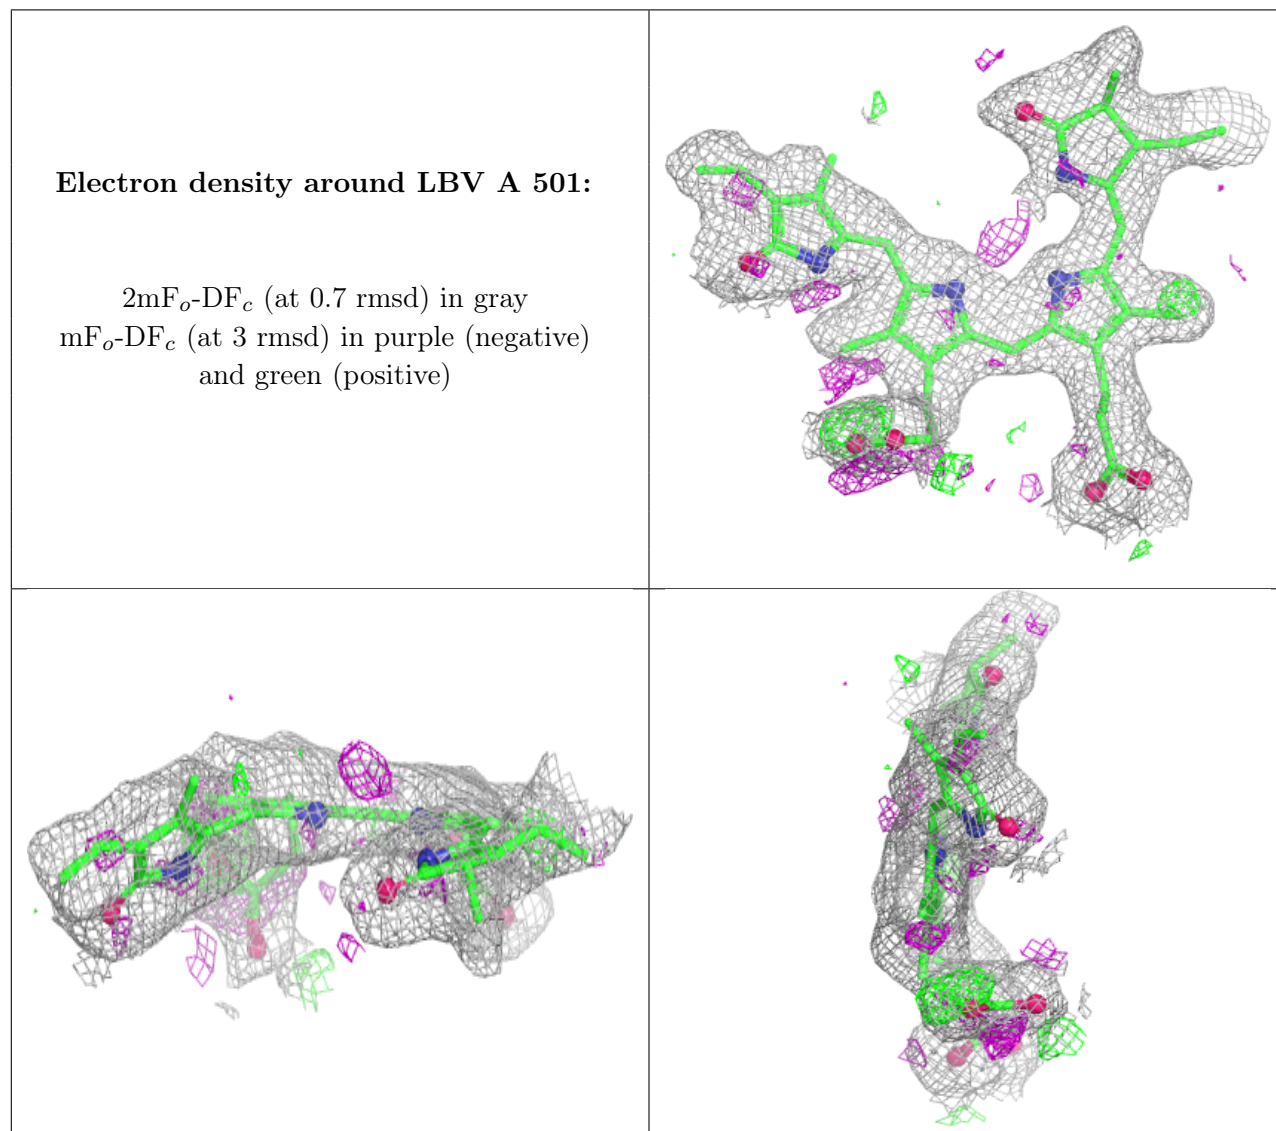 Electron density around LBV A 501:
2mFo-DFc (at 0.7 rmsd) in gray
mFo-DFc (at 3 rmsd) in purple (negative)
and green (positive)